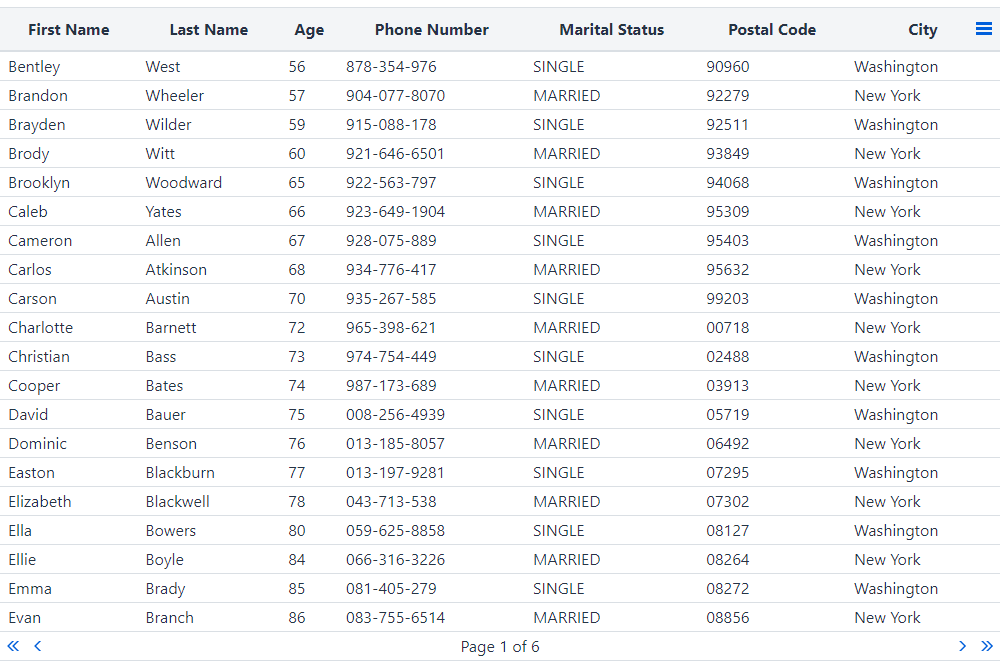 First Name Last Name Age Phone Number Marital Status Postal Code City
Bentley West 56 878-354-976 SINGLE 90960 Washington
Brandon Wheeler 57 904-077-8070 MARRIED 92279 New York
Brayden Wilder 59 915-088-178 SINGLE 92511 Washington
Brody Witt 60 921-646-6501 MARRIED 93849 New York
Brooklyn Woodward 65 922-563-797 SINGLE 94068 Washington
Caleb Yates 66 923-649-1904 MARRIED 95309 New York
Cameron Allen 67 928-075-889 SINGLE 95403 Washington
Carlos Atkinson 68 934-776-417 MARRIED 95632 New York
Carson Austin 70 935-267-585 SINGLE 99203 Washington
Charlotte Barnett 72 965-398-621 MARRIED 00718 New York
Christian Bass 73 974-754-449 SINGLE 02488 Washington
Cooper Bates 74 987-173-689 MARRIED 03913 New York
David Bauer 75 008-256-4939 SINGLE 05719 Washington
Dominic Benson 76 013-185-8057 MARRIED 06492 New York
Easton Blackburn 77 013-197-9281 SINGLE 07295 Washington
Elizabeth Blackwell 78 043-713-538 MARRIED 07302 New York
Ella Bowers 80 059-625-8858 SINGLE 08127 Washington
Ellie Boyle 84 066-316-3226 MARRIED 08264 New York
Emma Brady 85 081-405-279 SINGLE 08272 Washington
Evan Branch 86 083-755-6514 MARRIED 08856 New York
Page 1 of 6